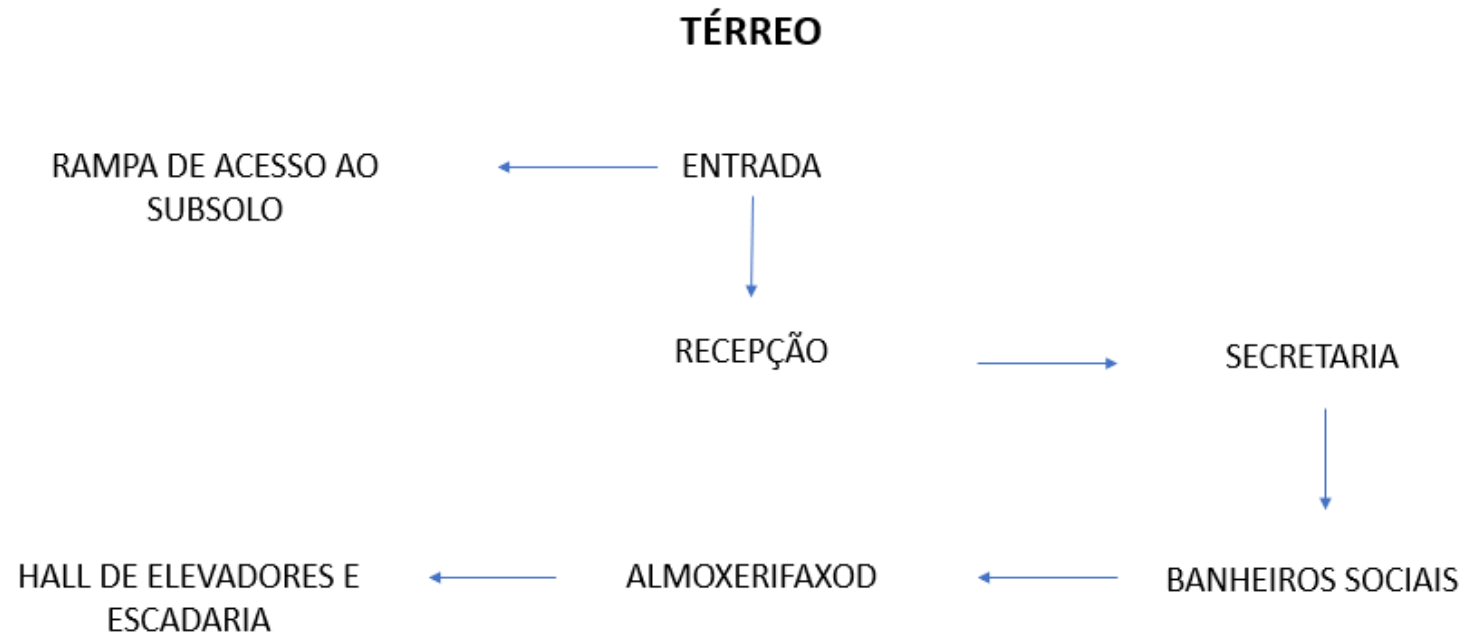 TÉRREO
RAMPA DE ACESSO AO
SUBSOLO
ENTRADA
RECEPÇÃO
SECRETARIA
HALL DE ELEVADORES E
ESCADARIA
ALMOXERIFAXOD
BANHEIROS SOCIAIS